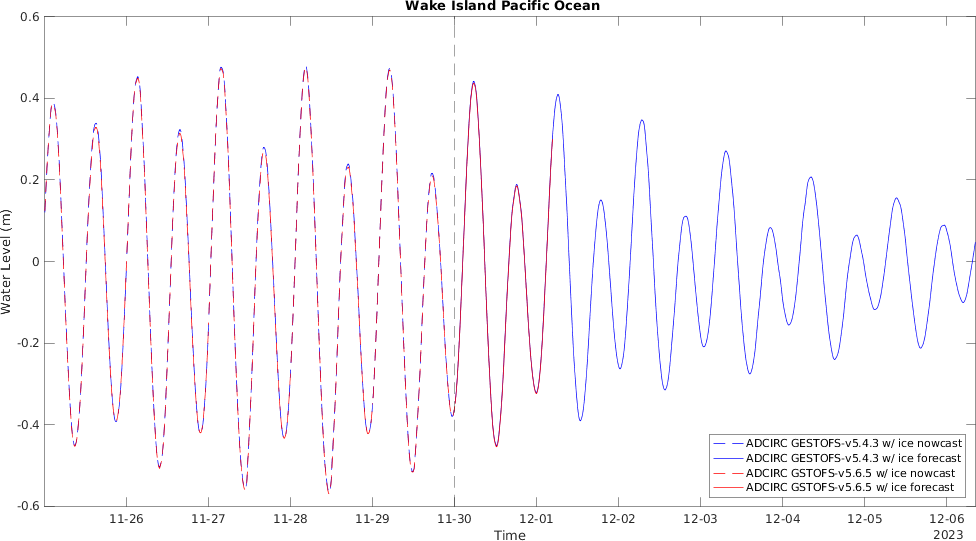 Wake Island Pacific Ocean
0.6
0.4
0.2
0
-0.2
-0.4
-0.6
Water Level (m)
ADCIRC GESTOFS-v5.4.3 w/ ice nowcast
ADCIRC GESTOFS-v5.4.3 w/ ice forecast
ADCIRC GSTOFS-v5.6.5 w/ ice nowcast
ADCIRC GSTOFS-v5.6.5 w/ ice forecast
11-26 11-27 11-28 11-29 11-30 12-01 12-02 12-03 12-04 12-05 12-06
Time
2023